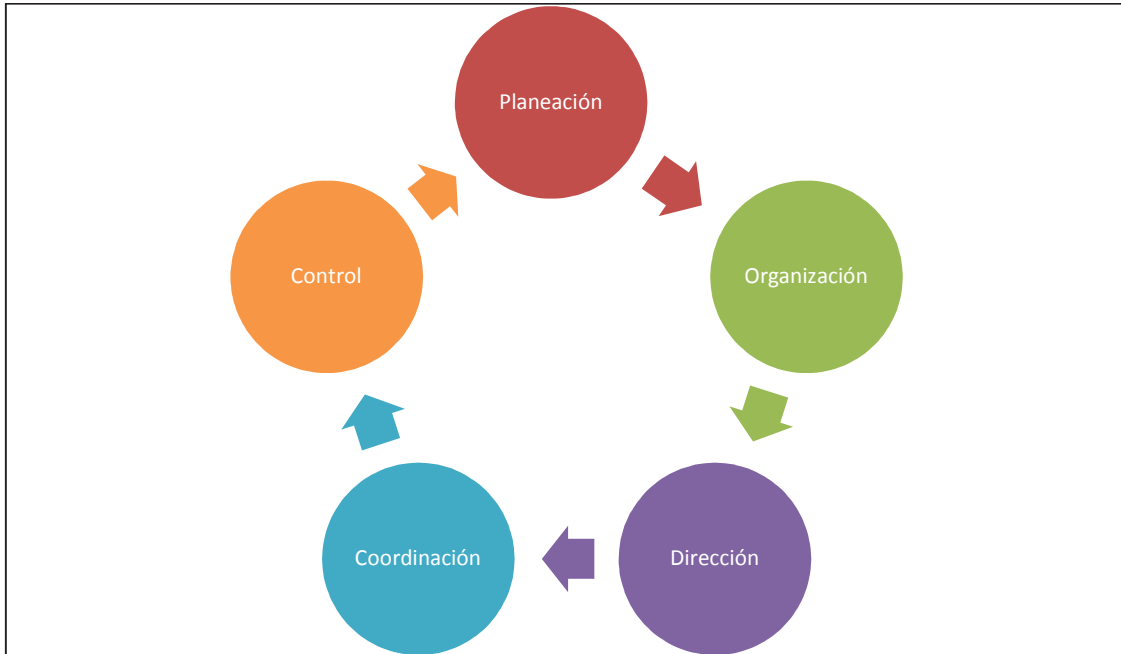 Planeación
Organización
Dirección
Coordinación
Control